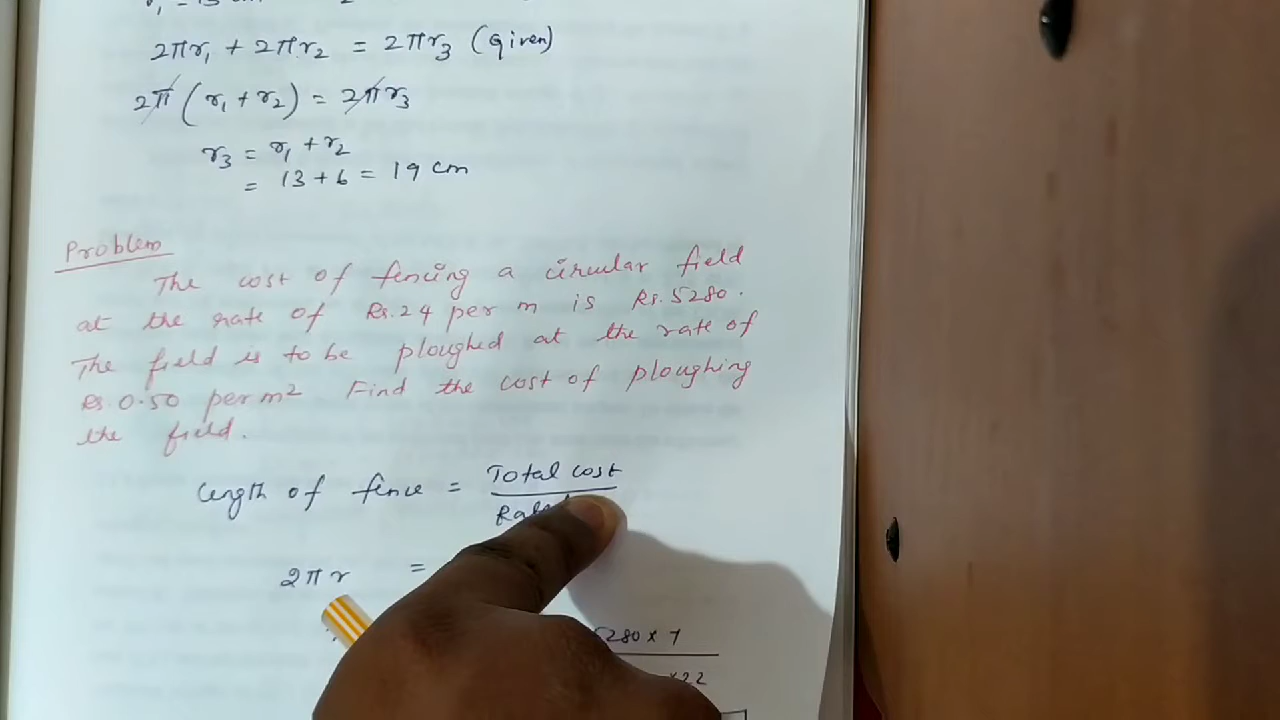 2πr₁ + 2πr₂ = 2πr₃ (Given)
2π (r₁ + r₂) = 2πr₃
r₃ = r₁ + r₂
= 13 + 6 = 19 cm
Problem
The cost of fencing a circular field
at the rate of Rs. 24 per m is Rs. 5280.
The field is to be ploughed at the rate of
Rs. 0.50 per m² Find the cost of ploughing
the field.
Length of fence = Total cost
2πr =
280 × 7
×22